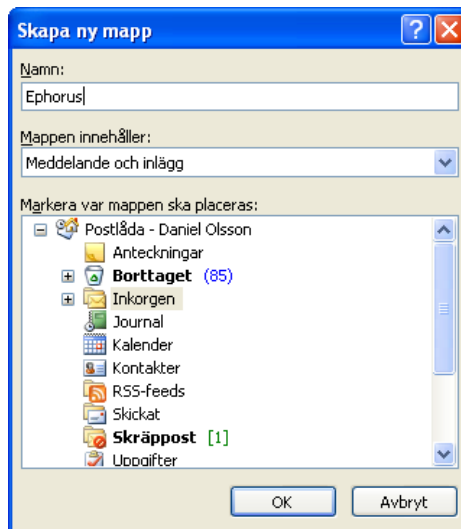 Skapa ny mapp
Namn:
Ephorus
Mappen innehåller:
Meddelande och inlägg
Markera var mappen ska placeras:
Postlåda - Daniel Olsson
Anteckningar
Borttaget (85)
Inkorgen
Journal
Kalender
Kontakter
RSS-feeds
Skickat
Skräppost [1]
Uppgifter
OK Avbryt